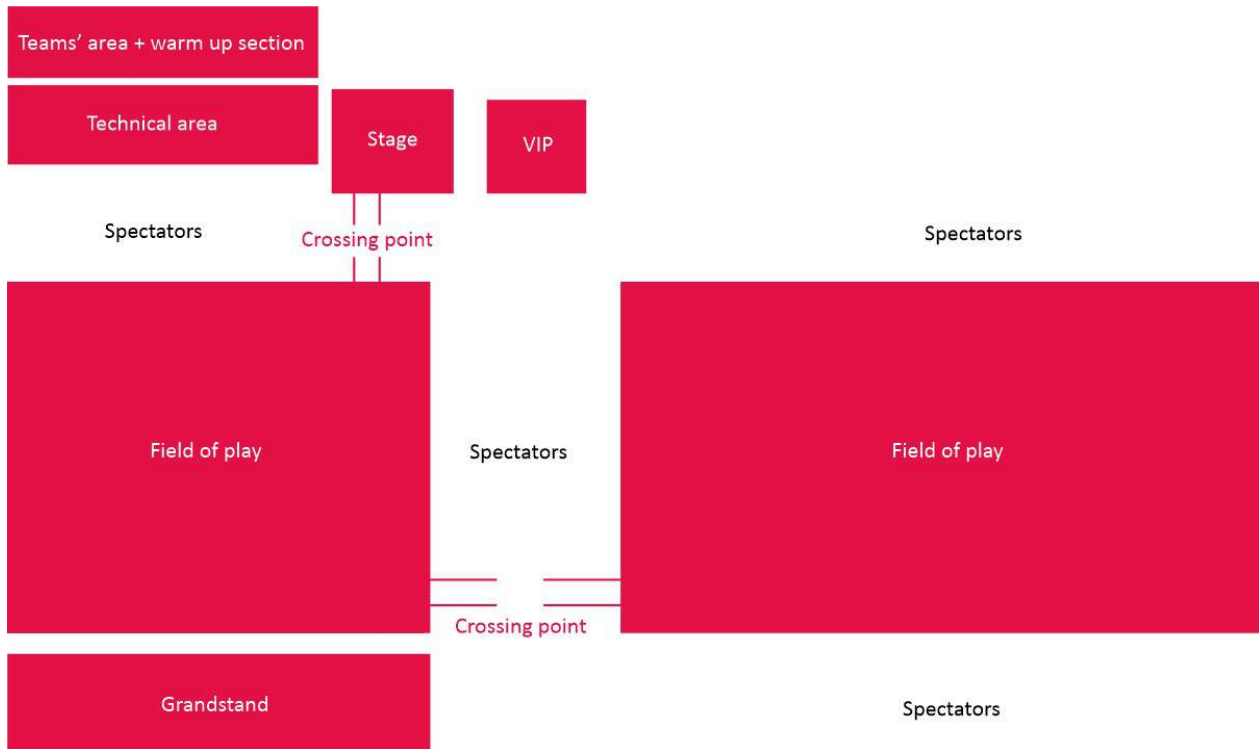 Teams’ area + warm up section
Technical area
Stage
VIP
Spectators
Crossing point
Spectators
Field of play
Spectators
Field of play
Crossing point
Grandstand
Spectators